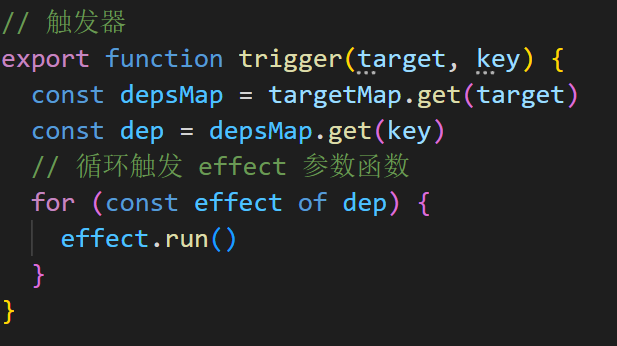 // 触发器
export function trigger(target, key) {
  const depsMap = targetMap.get(target)
  const dep = depsMap.get(key)
  // 循环触发 effect 参数函数
  for (const effect of dep) {
    effect.run()
  }
}